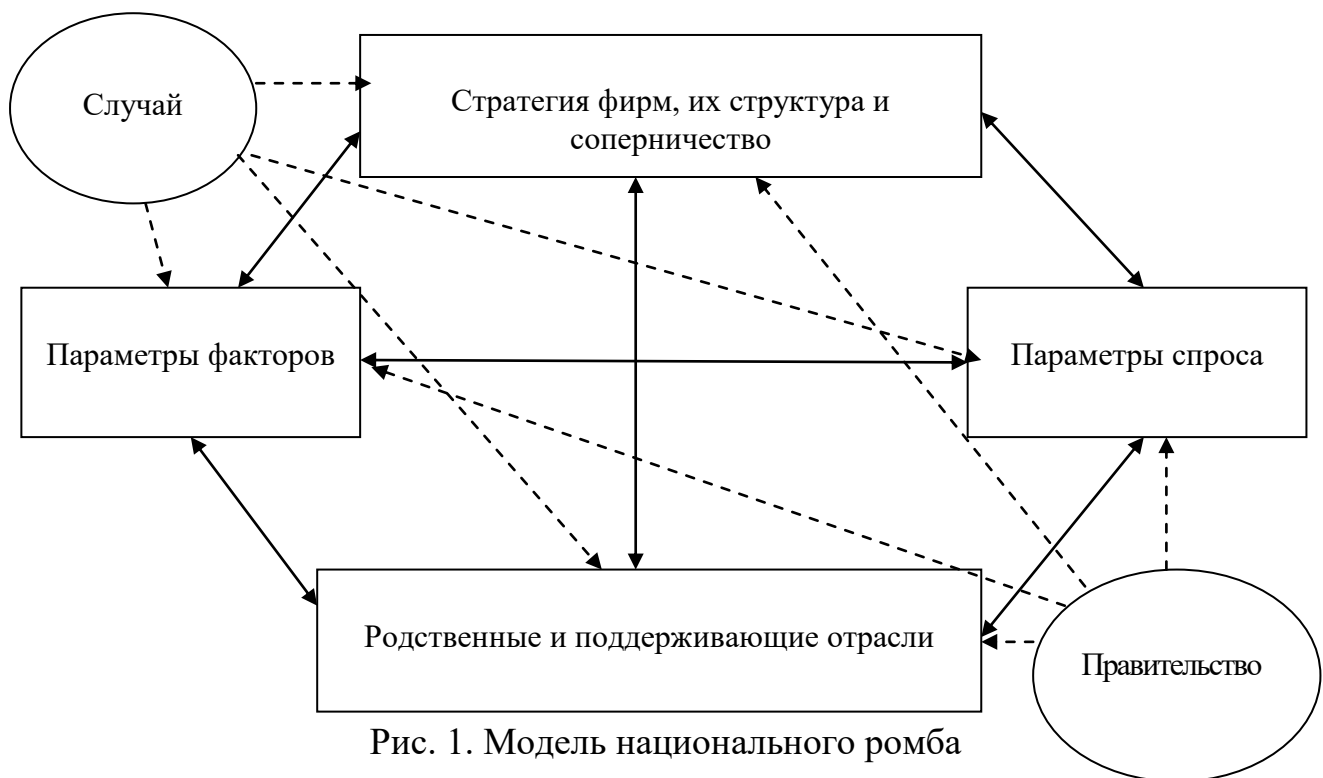 Случай
Стратегия фирм, их структура и
соперничество
Параметры факторов
Параметры спроса
Родственные и поддерживающие отрасли
Правительство
Рис. 1. Модель национального ромба